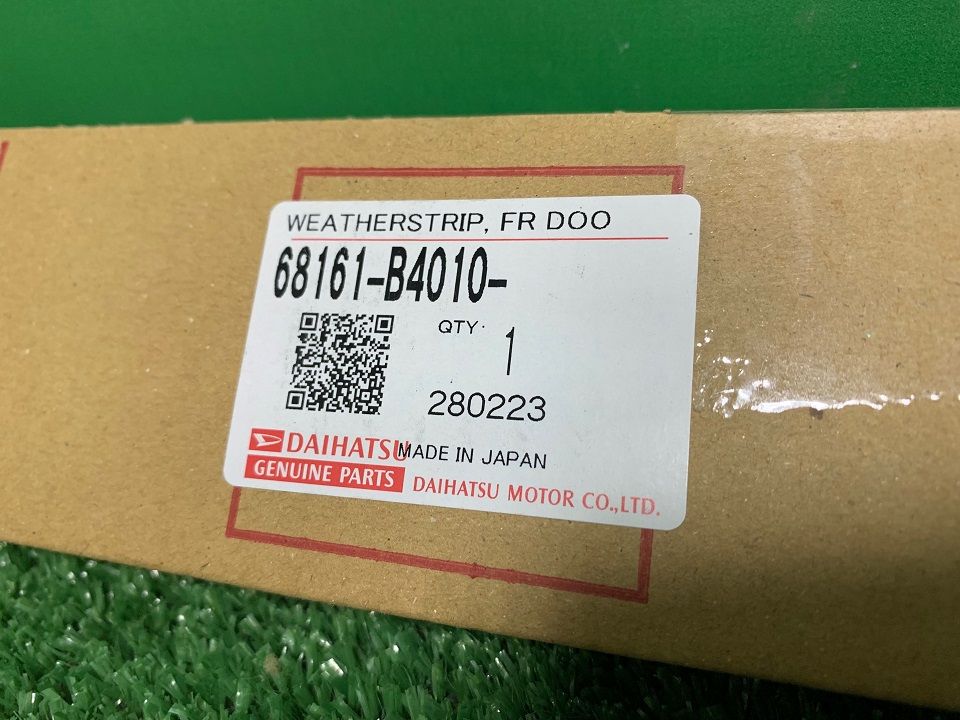 WEATHERSTRIP, FR DOO
68161-B4010-
QTY 1
280223
DAIHATSU MADE IN JAPAN
GENUINE PARTS DAIHATSU MOTOR CO.,LTD.